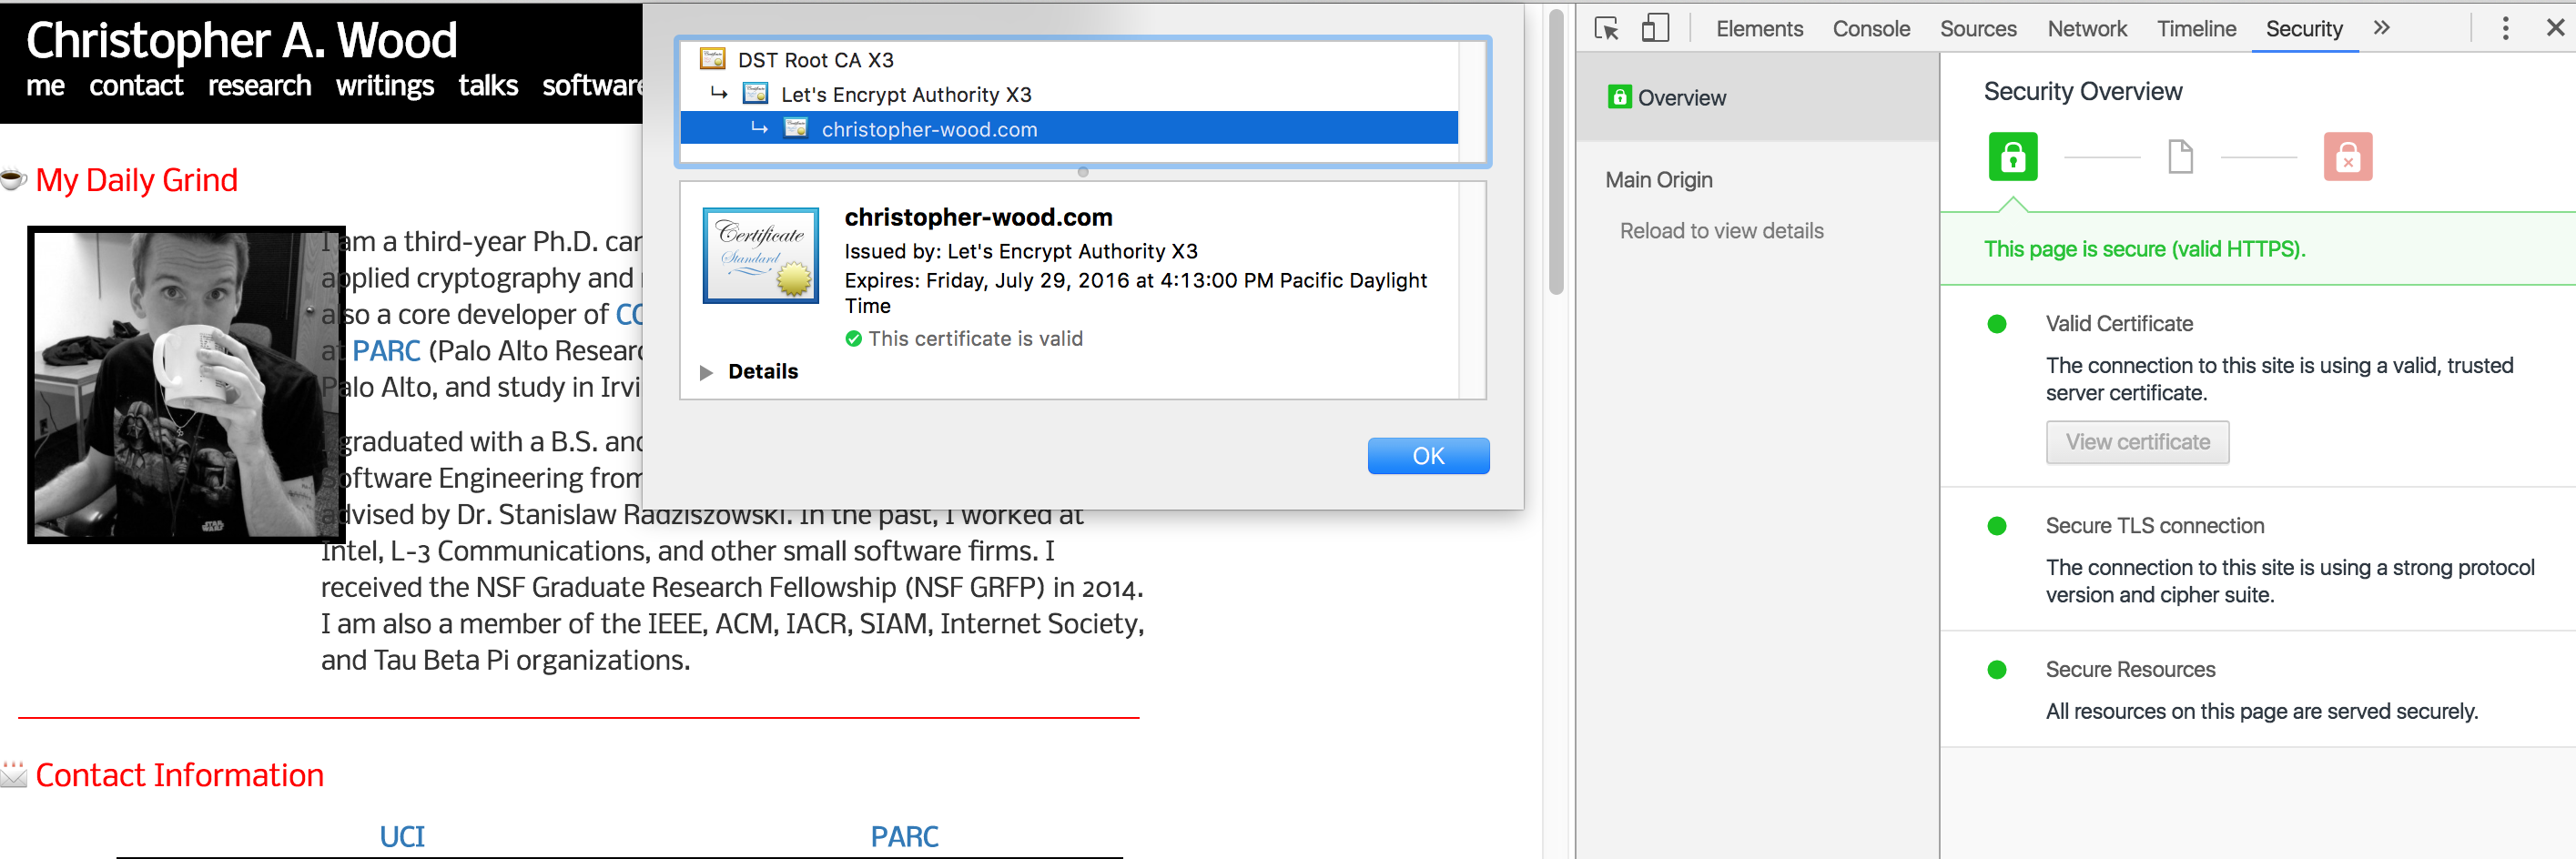 Christopher A. Wood
me contact research writings talks software
My Daily Grind
I am a third-year Ph.D.
applied cryptography and
also a core developer of
at PARC (Palo Alto
Palo Alto, and study in
I graduated with a B.S.
Software Engineering from
advised by Dr. Stanislaw Radziszowski. In the past, I worked at
Intel, L-3 Communications, and other small software firms. I
received the NSF Graduate Research Fellowship (NSF GRFP) in 2014.
I am also a member of the IEEE, ACM, IACR, SIAM, Internet Society,
and Tau Beta Pi organizations.
Contact Information
UCI PARC
DST Root CA X3
Let's Encrypt Authority X3
christopher-wood.com
Certificate
Standard
christopher-wood.com
Issued by: Let's Encrypt Authority X3
Expires: Friday, July 29, 2016 at 4:13:00 PM Pacific Daylight
Time
This certificate is valid
Details
OK
Elements Console Sources Network Timeline Security
Overview
Main Origin
Reload to view details
Security Overview
This page is secure (valid HTTPS).
Valid Certificate
The connection to this site is using a valid, trusted
server certificate.
View certificate
Secure TLS connection
The connection to this site is using a strong protocol
version and cipher suite.
Secure Resources
All resources on this page are served securely.
STAR
WARS